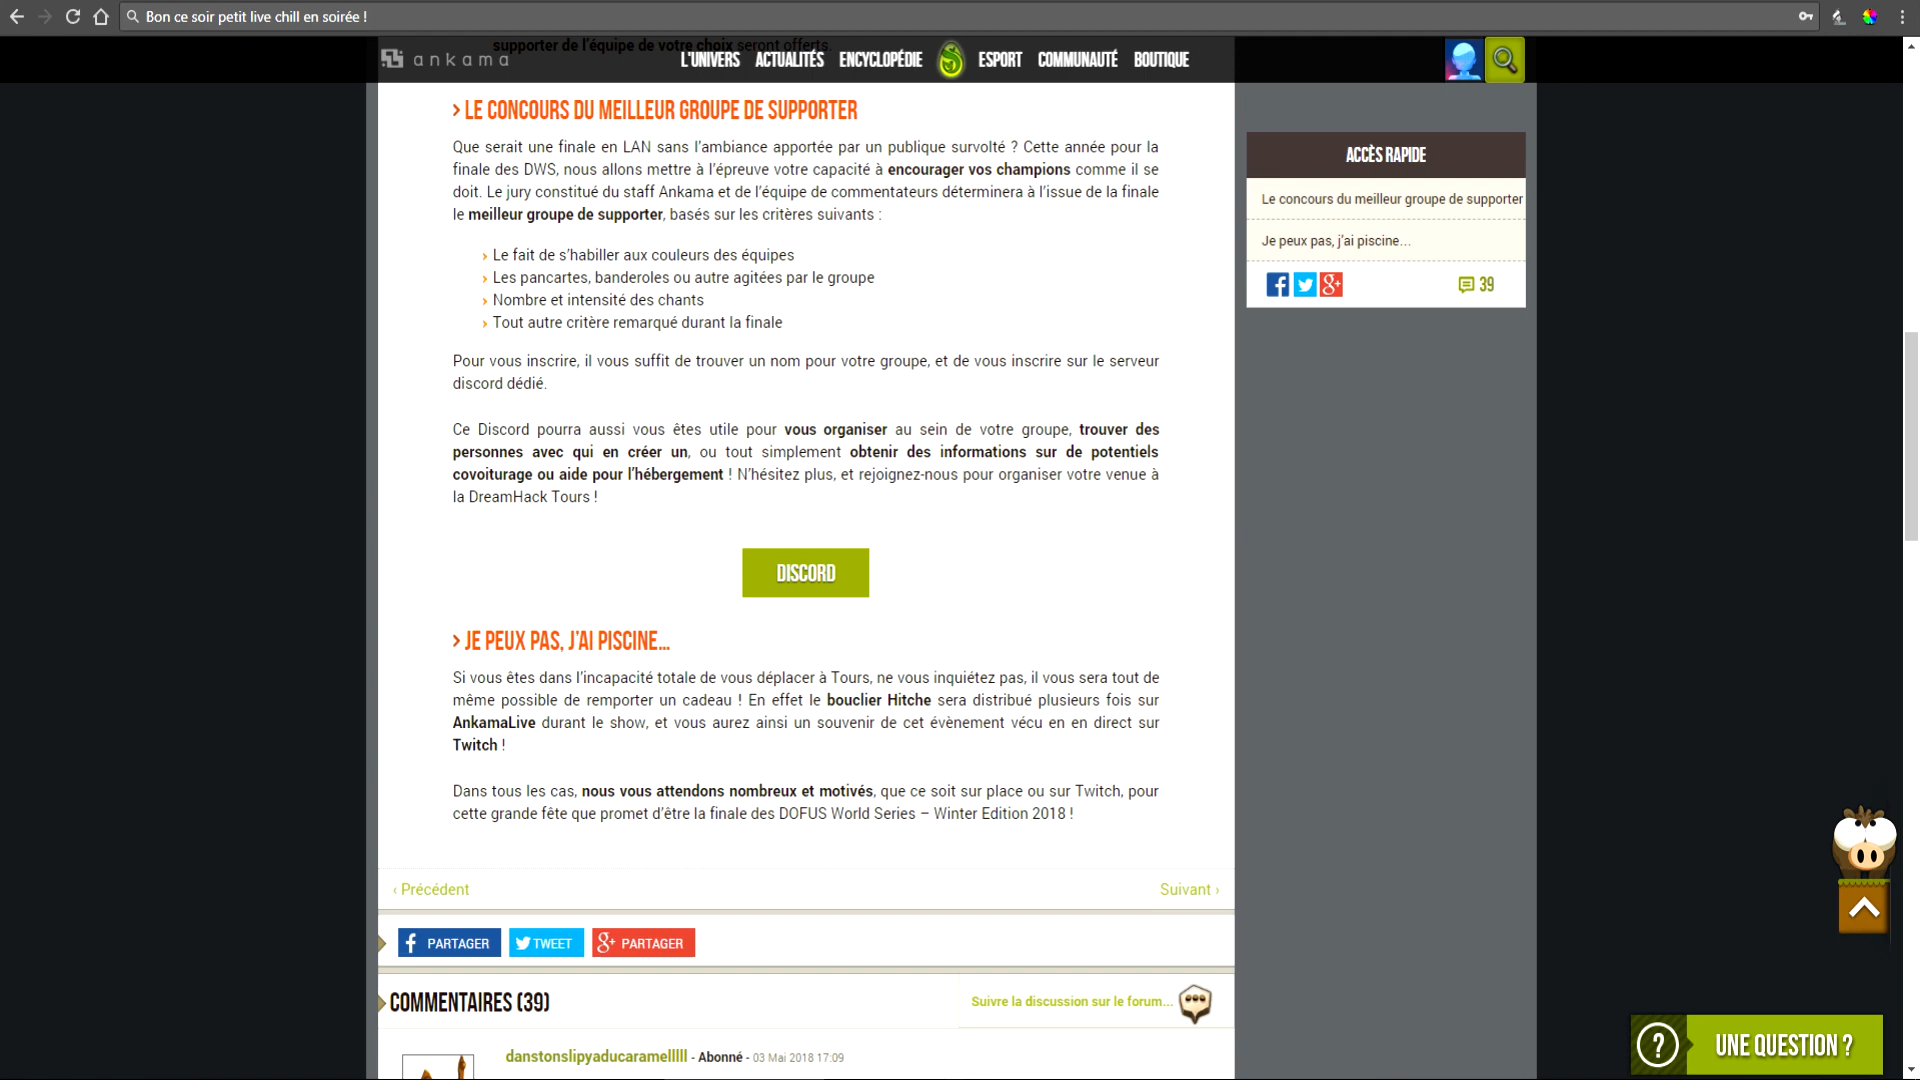 Bon ce soir petit live chill en soirée !
supporter de l'équipe de votre choix seront offerts.
ankama
L'UNIVERS ACTUALITÉS ENCYCLOPÉDIE ESPORT COMMUNAUTÉ BOUTIQUE
> LE CONCOURS DU MEILLEUR GROUPE DE SUPPORTER
Que serait une finale en LAN sans l'ambiance apportée par un publique survolté ? Cette année pour la
finale des DWS, nous allons mettre à l'épreuve votre capacité à encourager vos champions comme il se
doit. Le jury constitué du staff Ankama et de l'équipe de commentateurs déterminera à l'issue de la finale
le meilleur groupe de supporter, basés sur les critères suivants :
› Le fait de s'habiller aux couleurs des équipes
› Les pancartes, banderoles ou autre agitées par le groupe
› Nombre et intensité des chants
› Tout autre critère remarqué durant la finale
Pour vous inscrire, il vous suffit de trouver un nom pour votre groupe, et de vous inscrire sur le serveur
discord dédié.
Ce Discord pourra aussi vous êtes utile pour vous organiser au sein de votre groupe, trouver des
personnes avec qui en créer un, ou tout simplement obtenir des informations sur de potentiels
covoiturage ou aide pour l'hébergement ! N'hésitez plus, et rejoignez-nous pour organiser votre venue à
la DreamHack Tours !
DISCORD
> JE PEUX PAS, J'AI PISCINE...
Si vous êtes dans l'incapacité totale de vous déplacer à Tours, ne vous inquiétez pas, il vous sera tout de
même possible de remporter un cadeau ! En effet le bouclier Hitche sera distribué plusieurs fois sur
AnkamaLive durant le show, et vous aurez ainsi un souvenir de cet évènement vécu en en direct sur
Twitch !
Dans tous les cas, nous vous attendons nombreux et motivés, que ce soit sur place ou sur Twitch, pour
cette grande fête que promet d'être la finale des DOFUS World Series – Winter Edition 2018 !
‹ Précédent
Suivant ›
PARTAGER TWEET g+ PARTAGER
COMMENTAIRES (39)
Suivre la discussion sur le forum...
danstonslipyaducaramelllll - Abonné - 03 Mai 2018 17:09
ACCÈS RAPIDE
Le concours du meilleur groupe de supporter
Je peux pas, j'ai piscine...
39
? UNE QUESTION ?